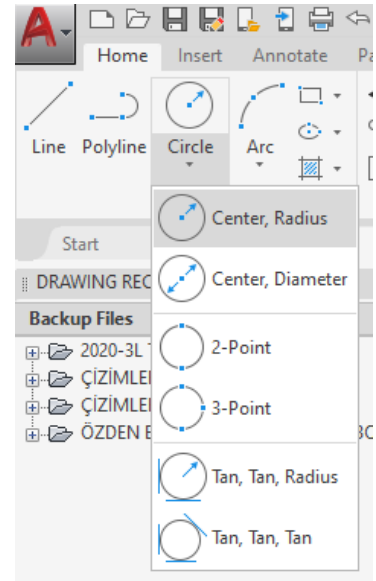 A
Home Insert Annotate Pa
Line Polyline Circle Arc
Center, Radius
Start
Center, Diameter
DRAWING REC
Backup Files
2-Point
2020-3L
ÇİZİMLE
ÇİZİMLE
3-Point
ÖZDEN
Tan, Tan, Radius
Tan, Tan, Tan